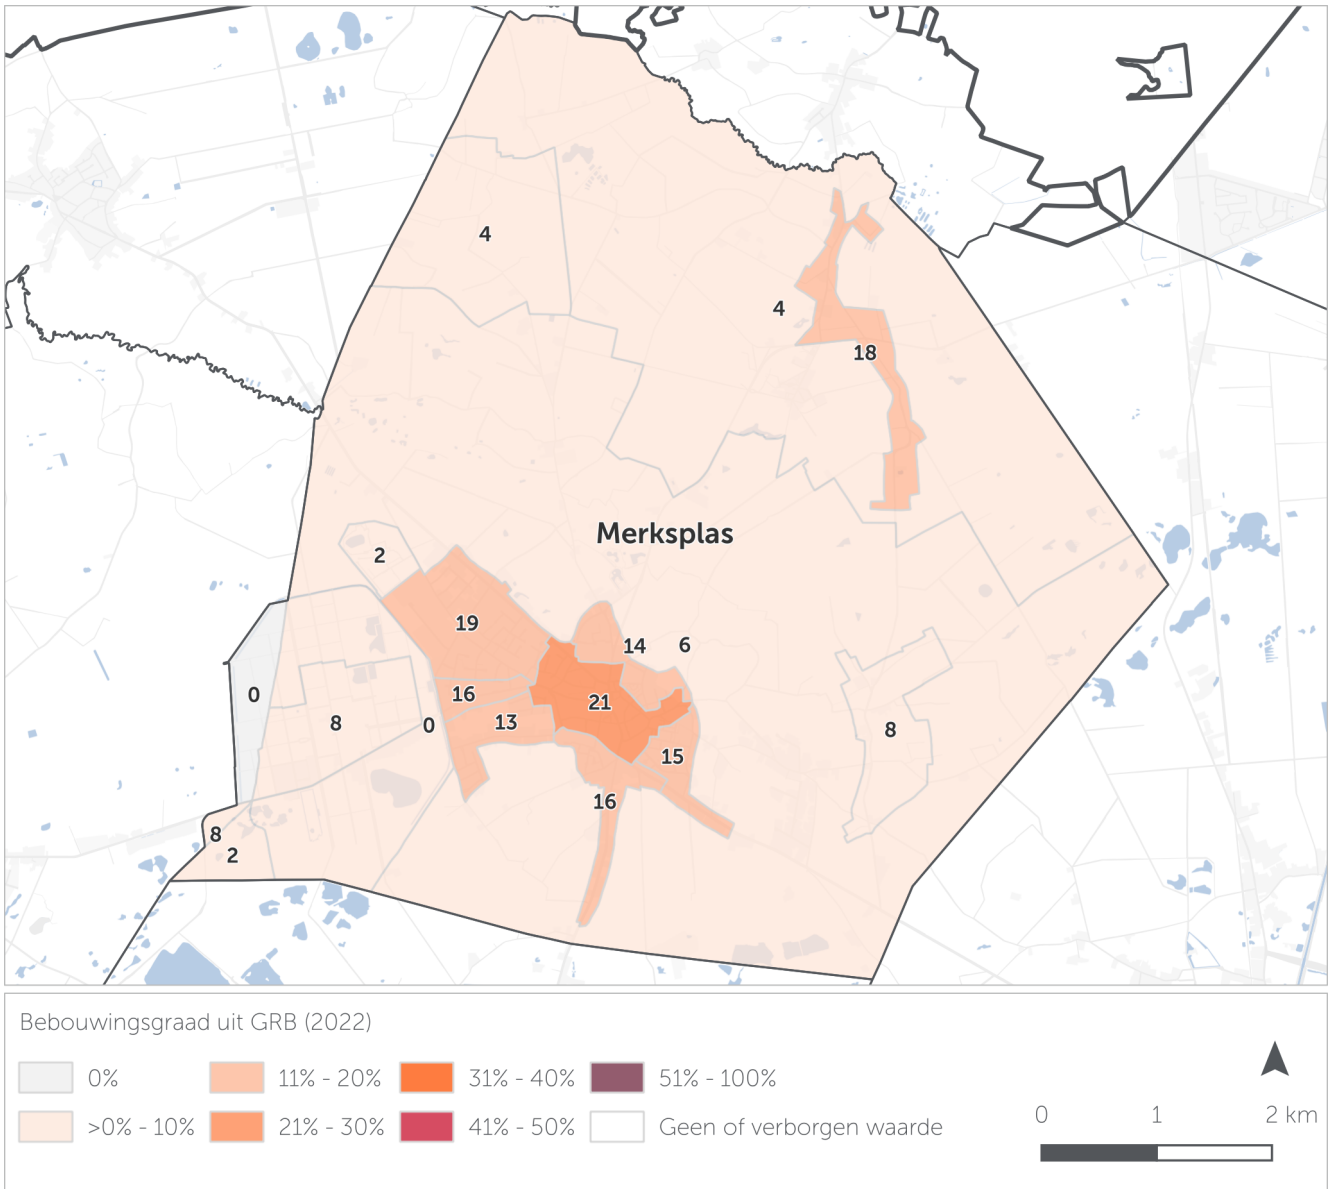 4
4
18
Merksplas
2
19
14
6
16
0
21
13
8
0
8
15
16
8
2
Bebouwingsgraad uit GRB (2022)
0%
11% - 20%
31% - 40%
51% - 100%
>0% - 10%
21% - 30%
41% - 50%
Geen of verborgen waarde
0 1 2 km